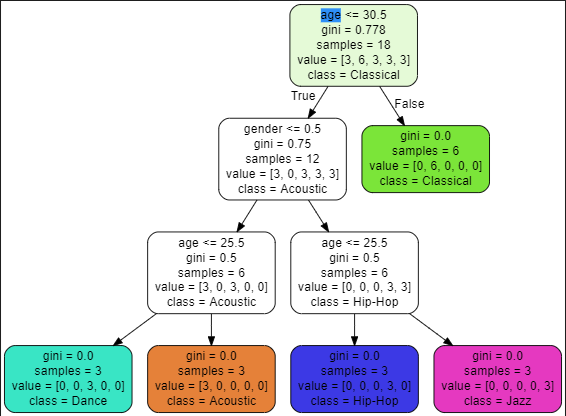 age <= 30.5
gini = 0.778
samples = 18
value = [3, 6, 3, 3, 3]
class = Classical
True
False
gender <= 0.5
gini = 0.75
samples = 12
value = [3, 0, 3, 3, 3]
class = Acoustic
gini = 0.0
samples = 6
value = [0, 6, 0, 0, 0]
class = Classical
age <= 25.5
gini = 0.5
samples = 6
value = [3, 0, 3, 0, 0]
class = Acoustic
age <= 25.5
gini = 0.5
samples = 6
value = [0, 0, 0, 3, 3]
class = Hip-Hop
gini = 0.0
samples = 3
value = [0, 0, 3, 0, 0]
class = Dance
gini = 0.0
samples = 3
value = [3, 0, 0, 0, 0]
class = Acoustic
gini = 0.0
samples = 3
value = [0, 0, 0, 3, 0]
class = Hip-Hop
gini = 0.0
samples = 3
value = [0, 0, 0, 0, 3]
class = Jazz